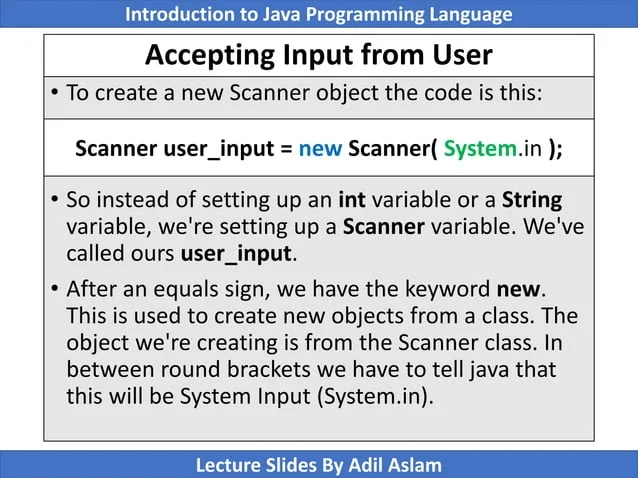 Introduction to Java Programming Language
Accepting Input from User
• To create a new Scanner object the code is this:
Scanner user_input = new Scanner( System.in );
• So instead of setting up an int variable or a String
variable, we're setting up a Scanner variable. We've
called ours user_input.
• After an equals sign, we have the keyword new.
This is used to create new objects from a class. The
object we're creating is from the Scanner class. In
between round brackets we have to tell java that
this will be System Input (System.in).
Lecture Slides By Adil Aslam